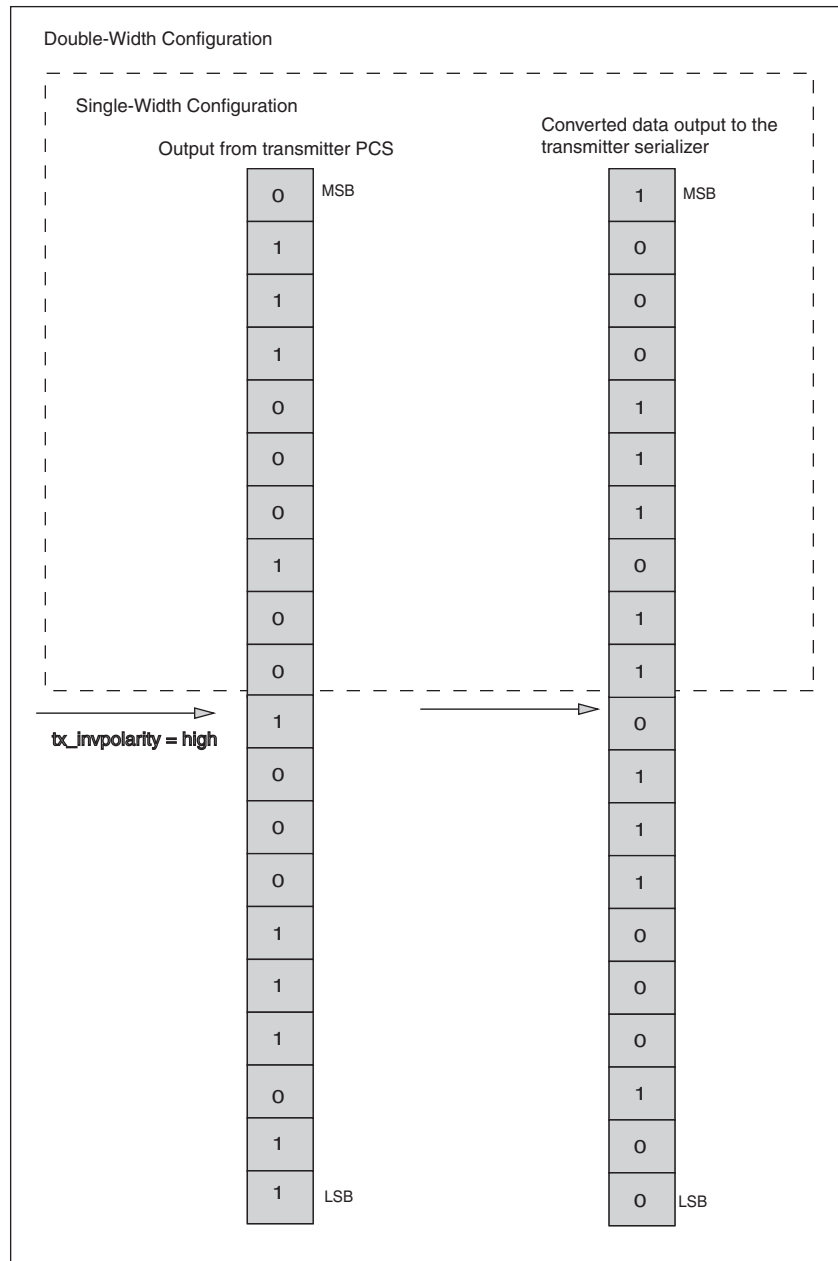 Double-Width Configuration
Single-Width Configuration
Output from transmitter PCS
Converted data output to the
transmitter serializer
0 MSB 1 MSB
1 0
1 0
1 0
0 1
0 1
0 1
1 0
0 1
0 1
1 0
tx_invpolarity = high
0 1
0 1
0 1
1 0
1 0
1 0
0 1
1 0
1 LSB 0 LSB